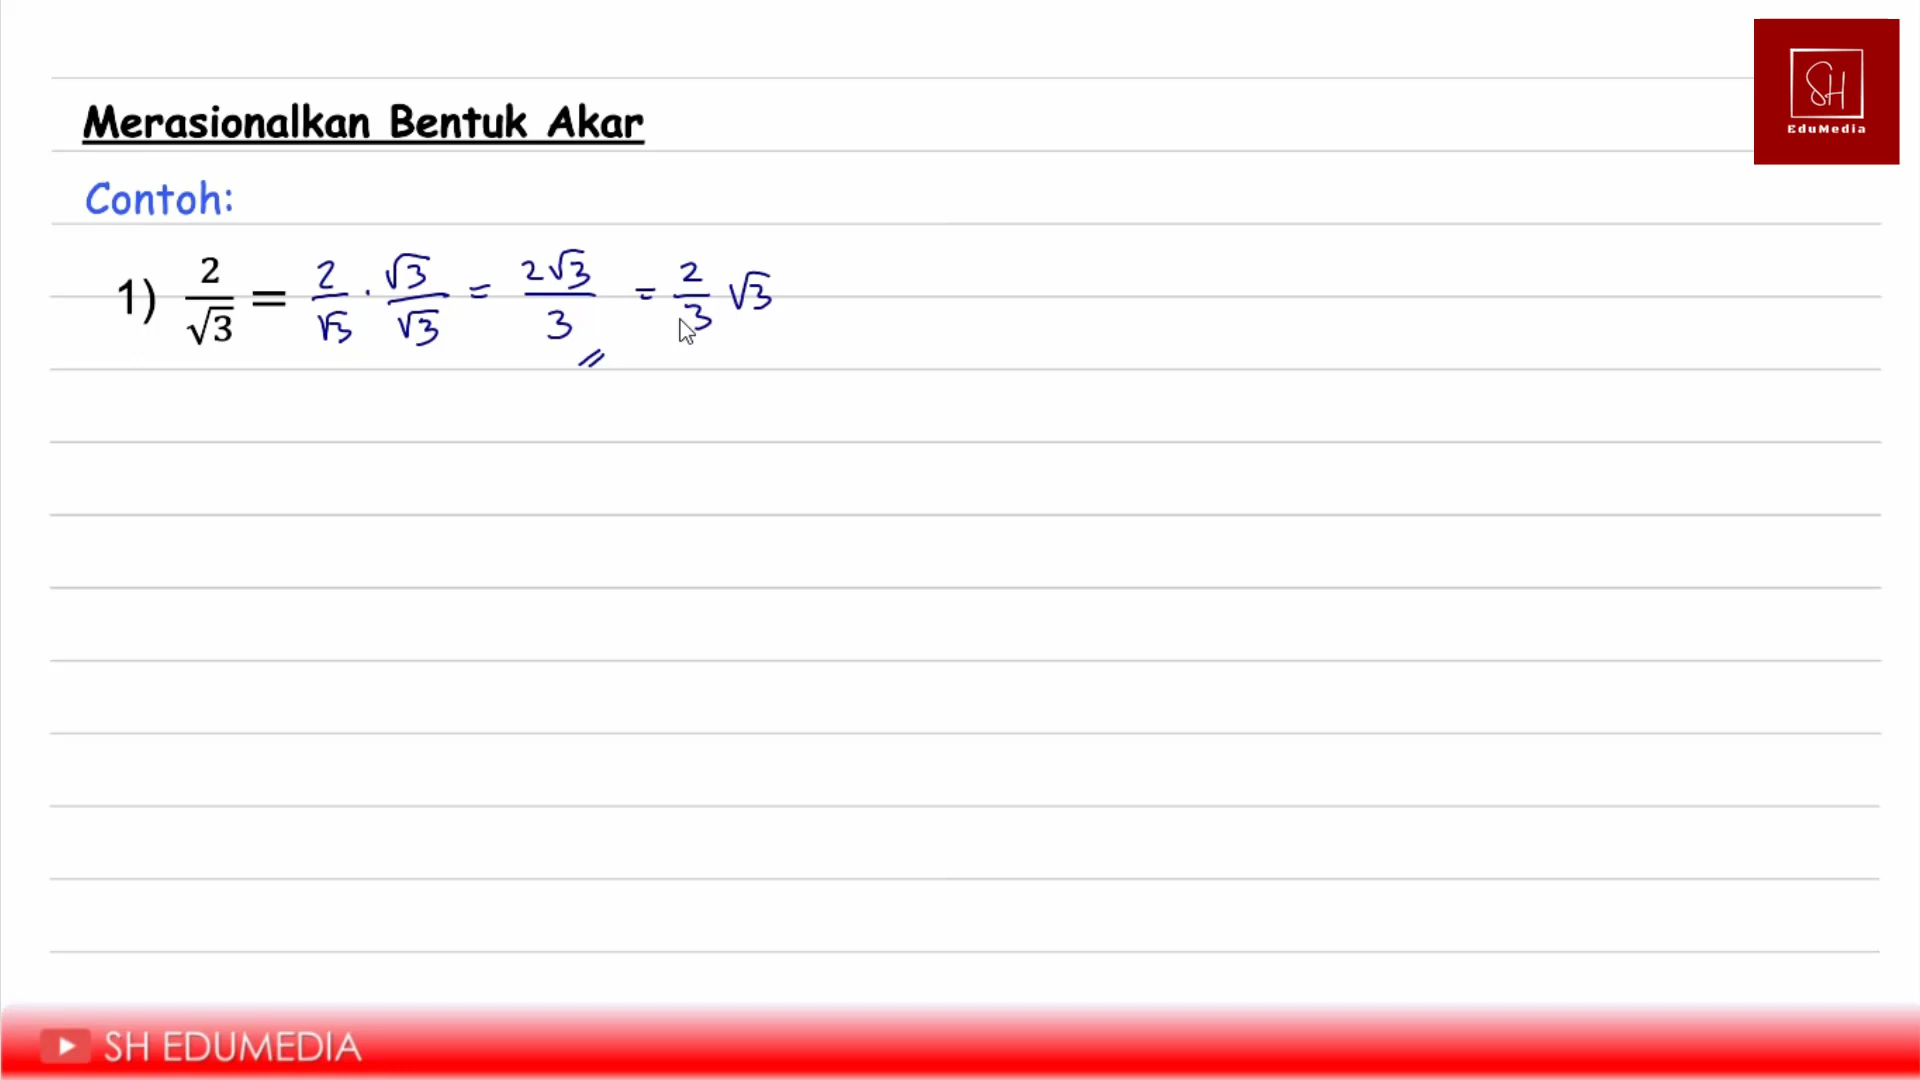 SH
EduMedia
Merasionalkan Bentuk Akar
Contoh:
1) 2/√3 = 2/√3 · √3/√3 = 2√3/3 = 2/3 √3
SH EDUMEDIA